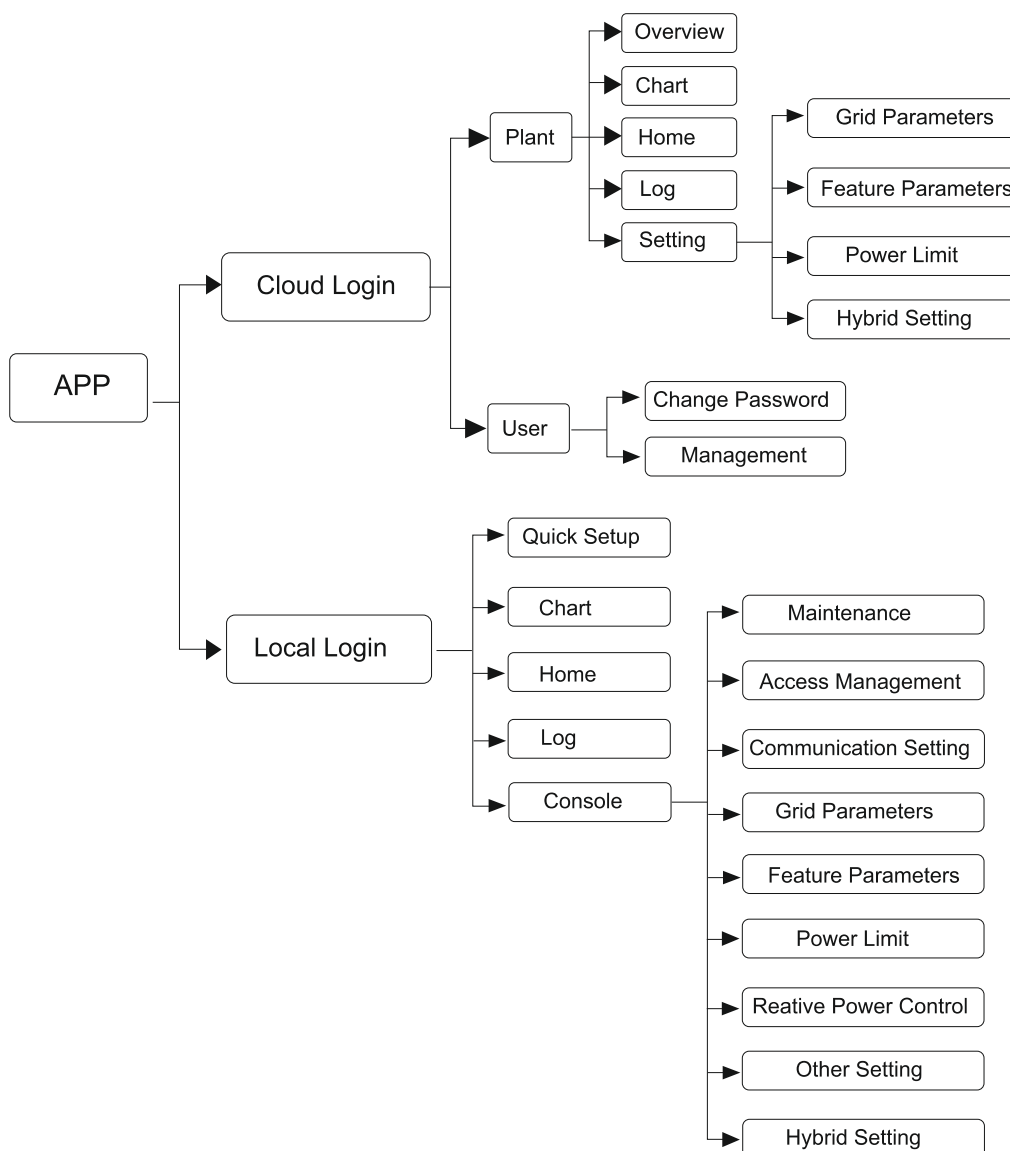 APP
Cloud Login
Plant
Overview
Chart
Home
Log
Setting
Grid Parameters
Feature Parameters
Power Limit
Hybrid Setting
User
Change Password
Management
Local Login
Quick Setup
Chart
Home
Log
Console
Maintenance
Access Management
Communication Setting
Grid Parameters
Feature Parameters
Power Limit
Reative Power Control
Other Setting
Hybrid Setting